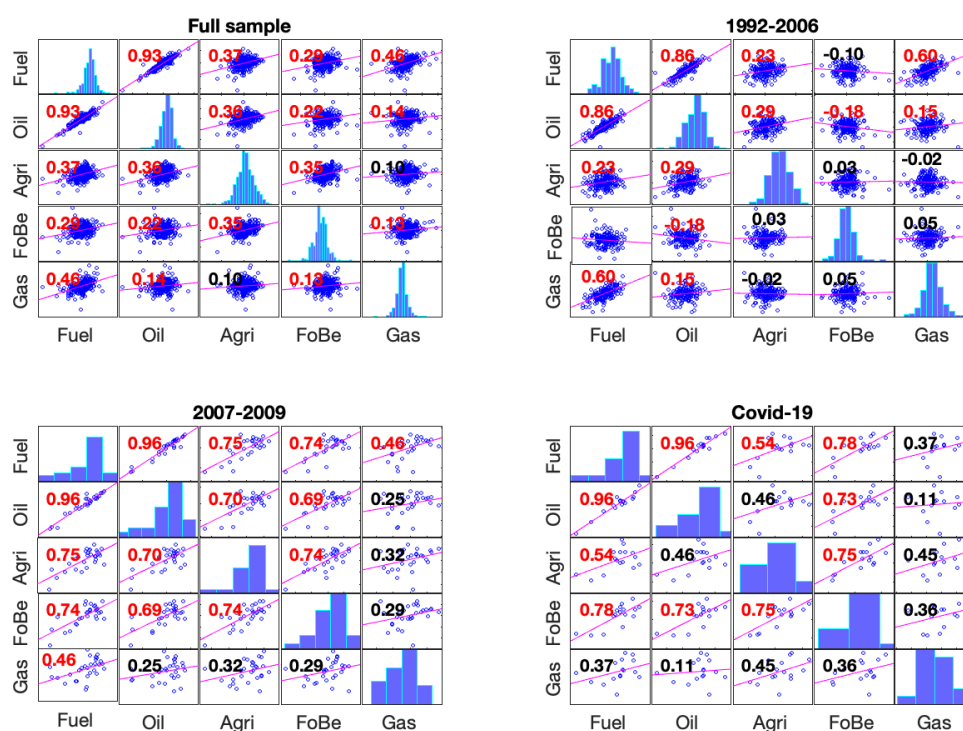 Full sample
Fuel 0.93 0.37 0.29 0.46
Oil 0.93 0.36 0.22 0.14
Agri 0.37 0.36 0.35 0.10
FoBe 0.29 0.22 0.35 0.13
Gas 0.46 0.14 0.10 0.13
Fuel Oil Agri FoBe Gas
1992-2006
Fuel 0.86 0.23 -0.10 0.60
Oil 0.86 0.29 -0.18 0.15
Agri 0.23 0.29 0.03 -0.02
FoBe -0.18 0.03 0.05
Gas 0.60 0.15 -0.02 0.05
Fuel Oil Agri FoBe Gas
2007-2009
Fuel 0.96 0.75 0.74 0.46
Oil 0.96 0.70 0.69 0.25
Agri 0.75 0.70 0.74 0.32
FoBe 0.74 0.69 0.74 0.29
Gas 0.46 0.25 0.32 0.29
Fuel Oil Agri FoBe Gas
Covid-19
Fuel 0.96 0.54 0.78 0.37
Oil 0.96 0.46 0.73 0.11
Agri 0.54 0.46 0.75 0.45
FoBe 0.78 0.73 0.75 0.36
Gas 0.37 0.11 0.45 0.36
Fuel Oil Agri FoBe Gas